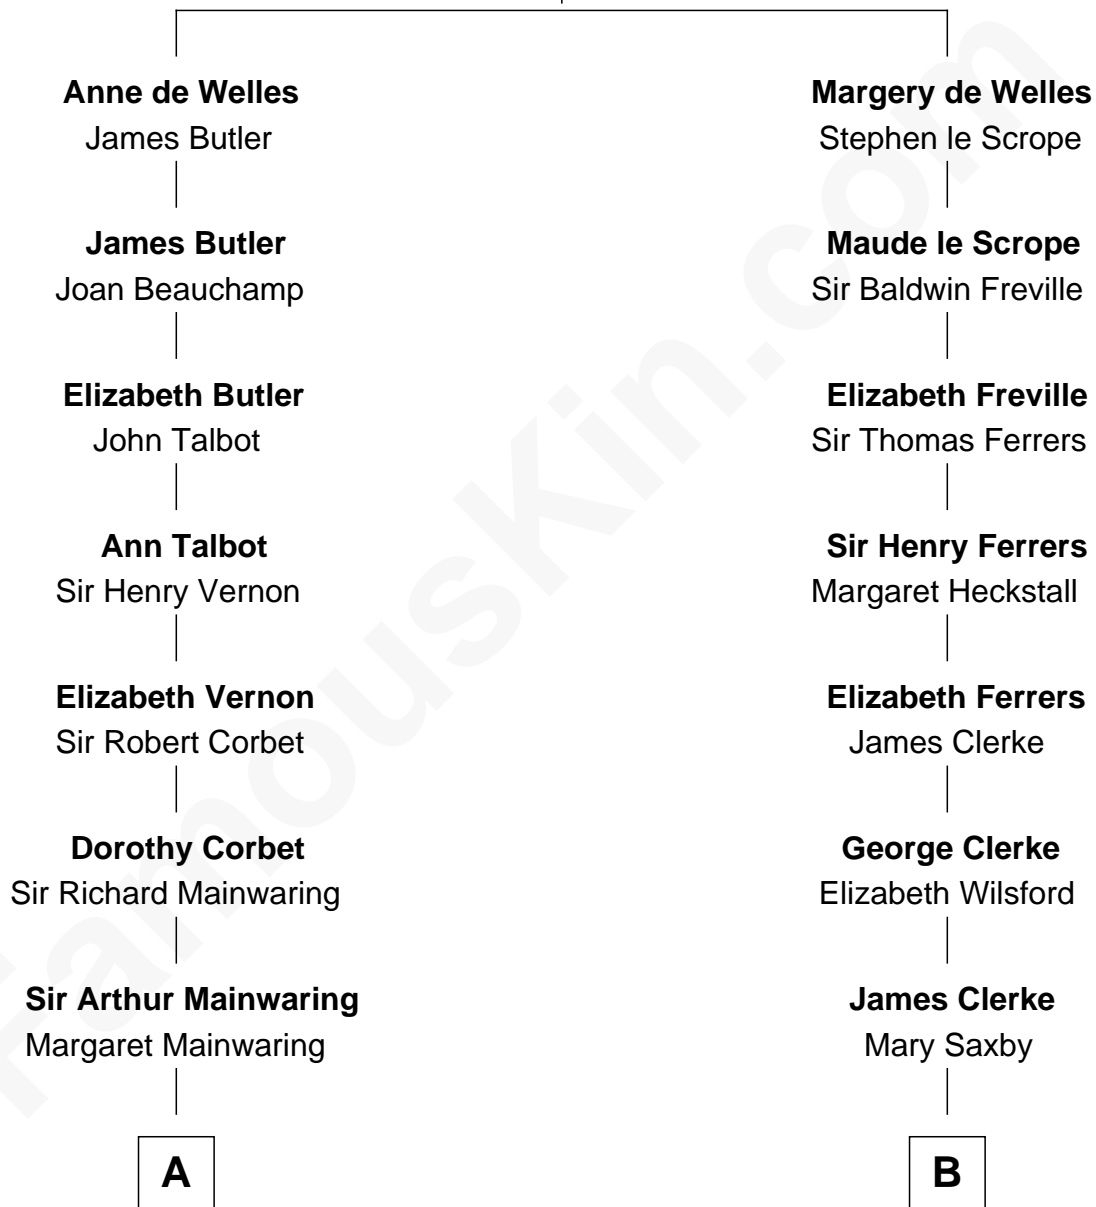 Anne de Welles
James Butler
James Butler
Joan Beauchamp
Elizabeth Butler
John Talbot
Ann Talbot
Sir Henry Vernon
Elizabeth Vernon
Sir Robert Corbet
Dorothy Corbet
Sir Richard Mainwaring
Sir Arthur Mainwaring
Margaret Mainwaring
A
Margery de Welles
Stephen le Scrope
Maude le Scrope
Sir Baldwin Freville
Elizabeth Freville
Sir Thomas Ferrers
Sir Henry Ferrers
Margaret Heckstall
Elizabeth Ferrers
James Clerke
George Clerke
Elizabeth Wilsford
James Clerke
Mary Saxby
B
FamousKin.com